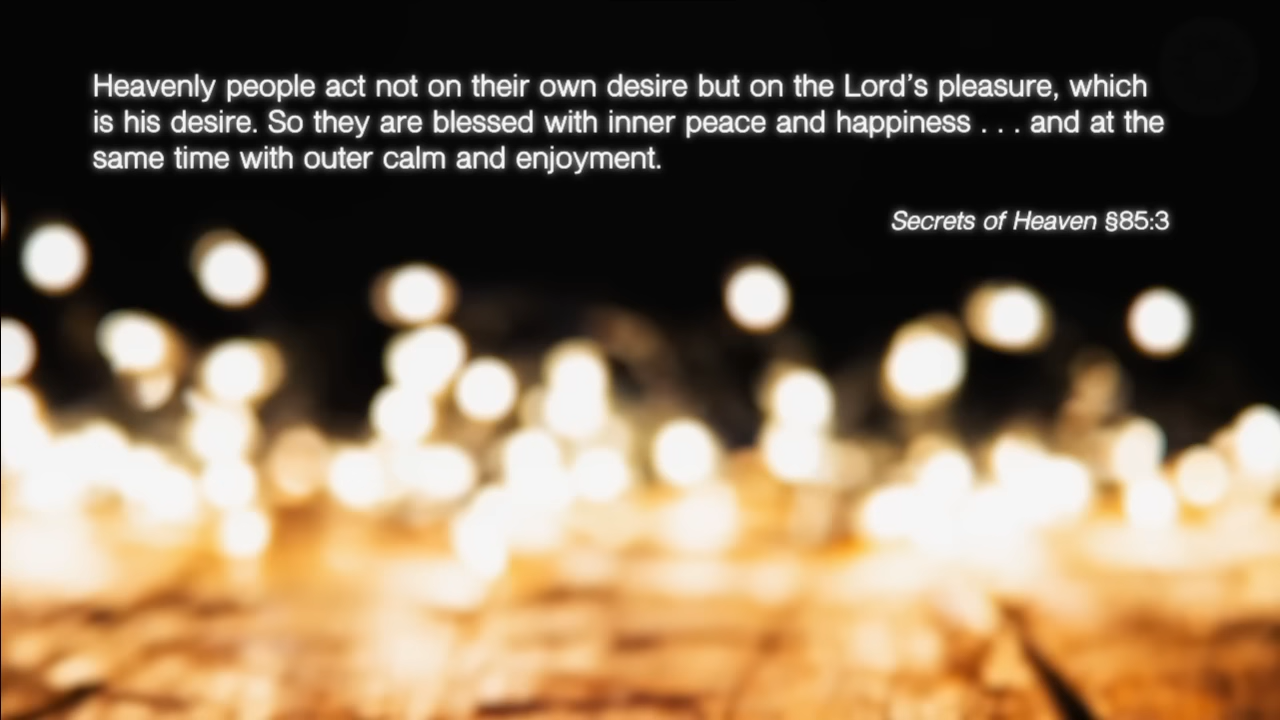 Heavenly people act not on their own desire but on the Lord’s pleasure, which
is his desire. So they are blessed with inner peace and happiness . . . and at the
same time with outer calm and enjoyment.
Secrets of Heaven §85:3